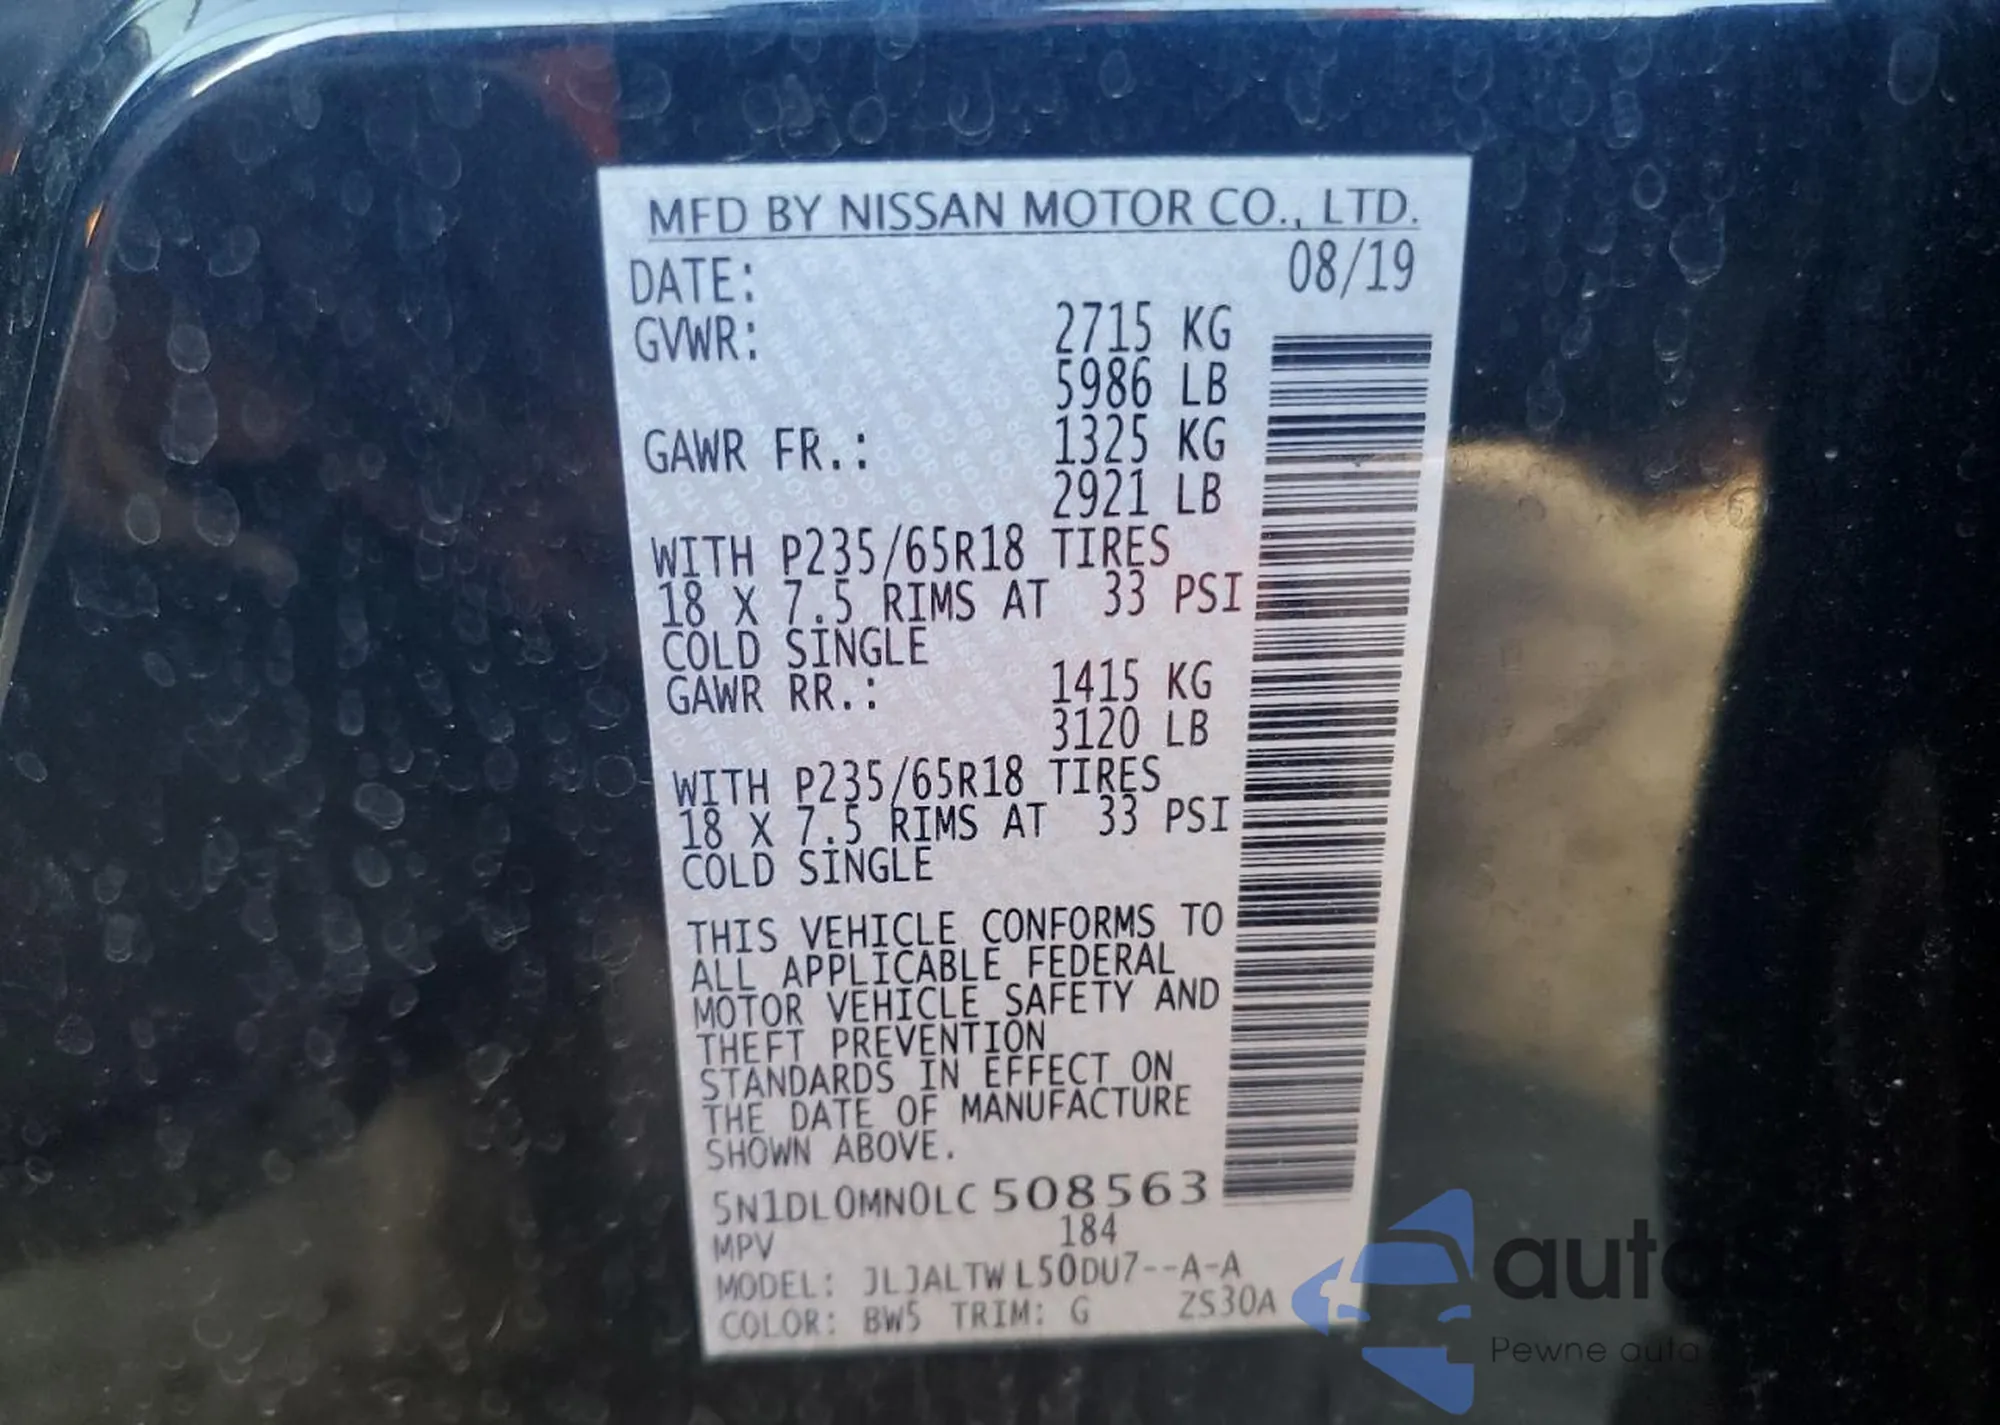 MFD BY NISSAN MOTOR CO., LTD.
DATE: 08/19
GVWR: 2715 KG
5986 LB
GAWR FR.: 1325 KG
2921 LB
WITH P235/65R18 TIRES
18 X 7.5 RIMS AT 33 PSI
COLD SINGLE
GAWR RR.: 1415 KG
3120 LB
WITH P235/65R18 TIRES
18 X 7.5 RIMS AT 33 PSI
COLD SINGLE
THIS VEHICLE CONFORMS TO
ALL APPLICABLE FEDERAL
MOTOR VEHICLE SAFETY AND
THEFT PREVENTION
STANDARDS IN EFFECT ON
THE DATE OF MANUFACTURE
SHOWN ABOVE.
5N1DL0MN0LC508563
MPV 184
MODEL: JLJALTWL50DU7--A-A
COLOR: BW5 TRIM: G ZS30A
Pewne auta